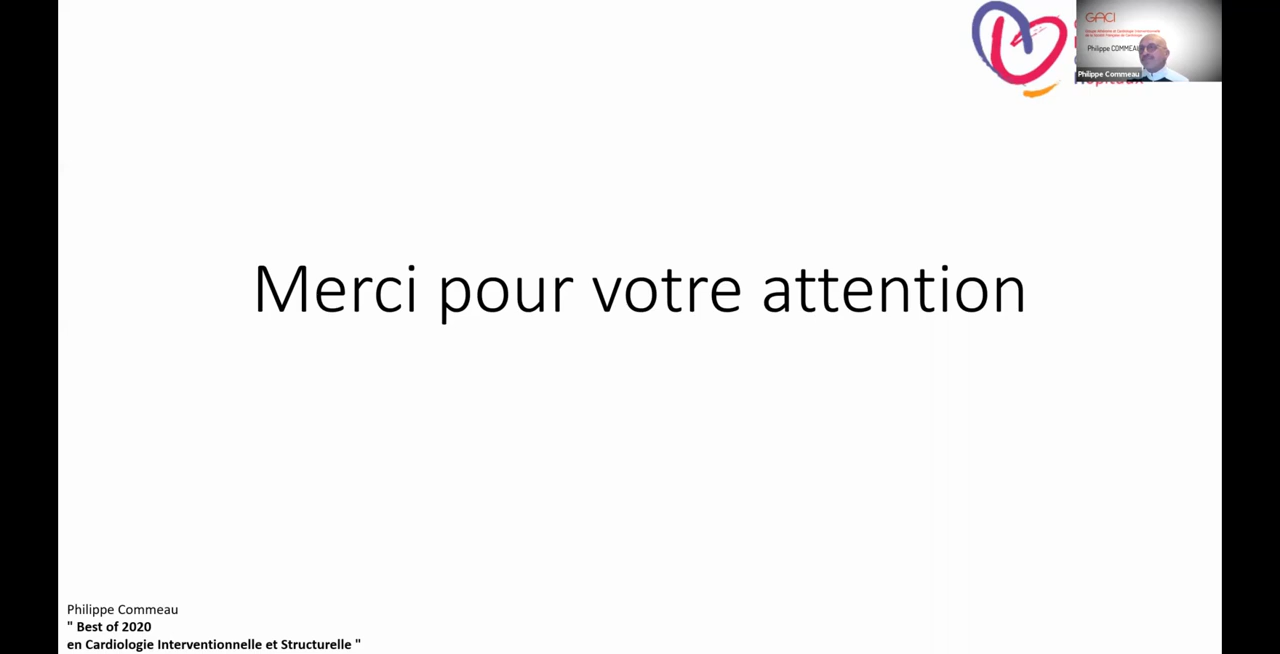 GACI
Philippe COMMEAU
Philippe Commeau
Merci pour votre attention
Philippe Commeau
" Best of 2020
en Cardiologie Interventionnelle et Structurelle "